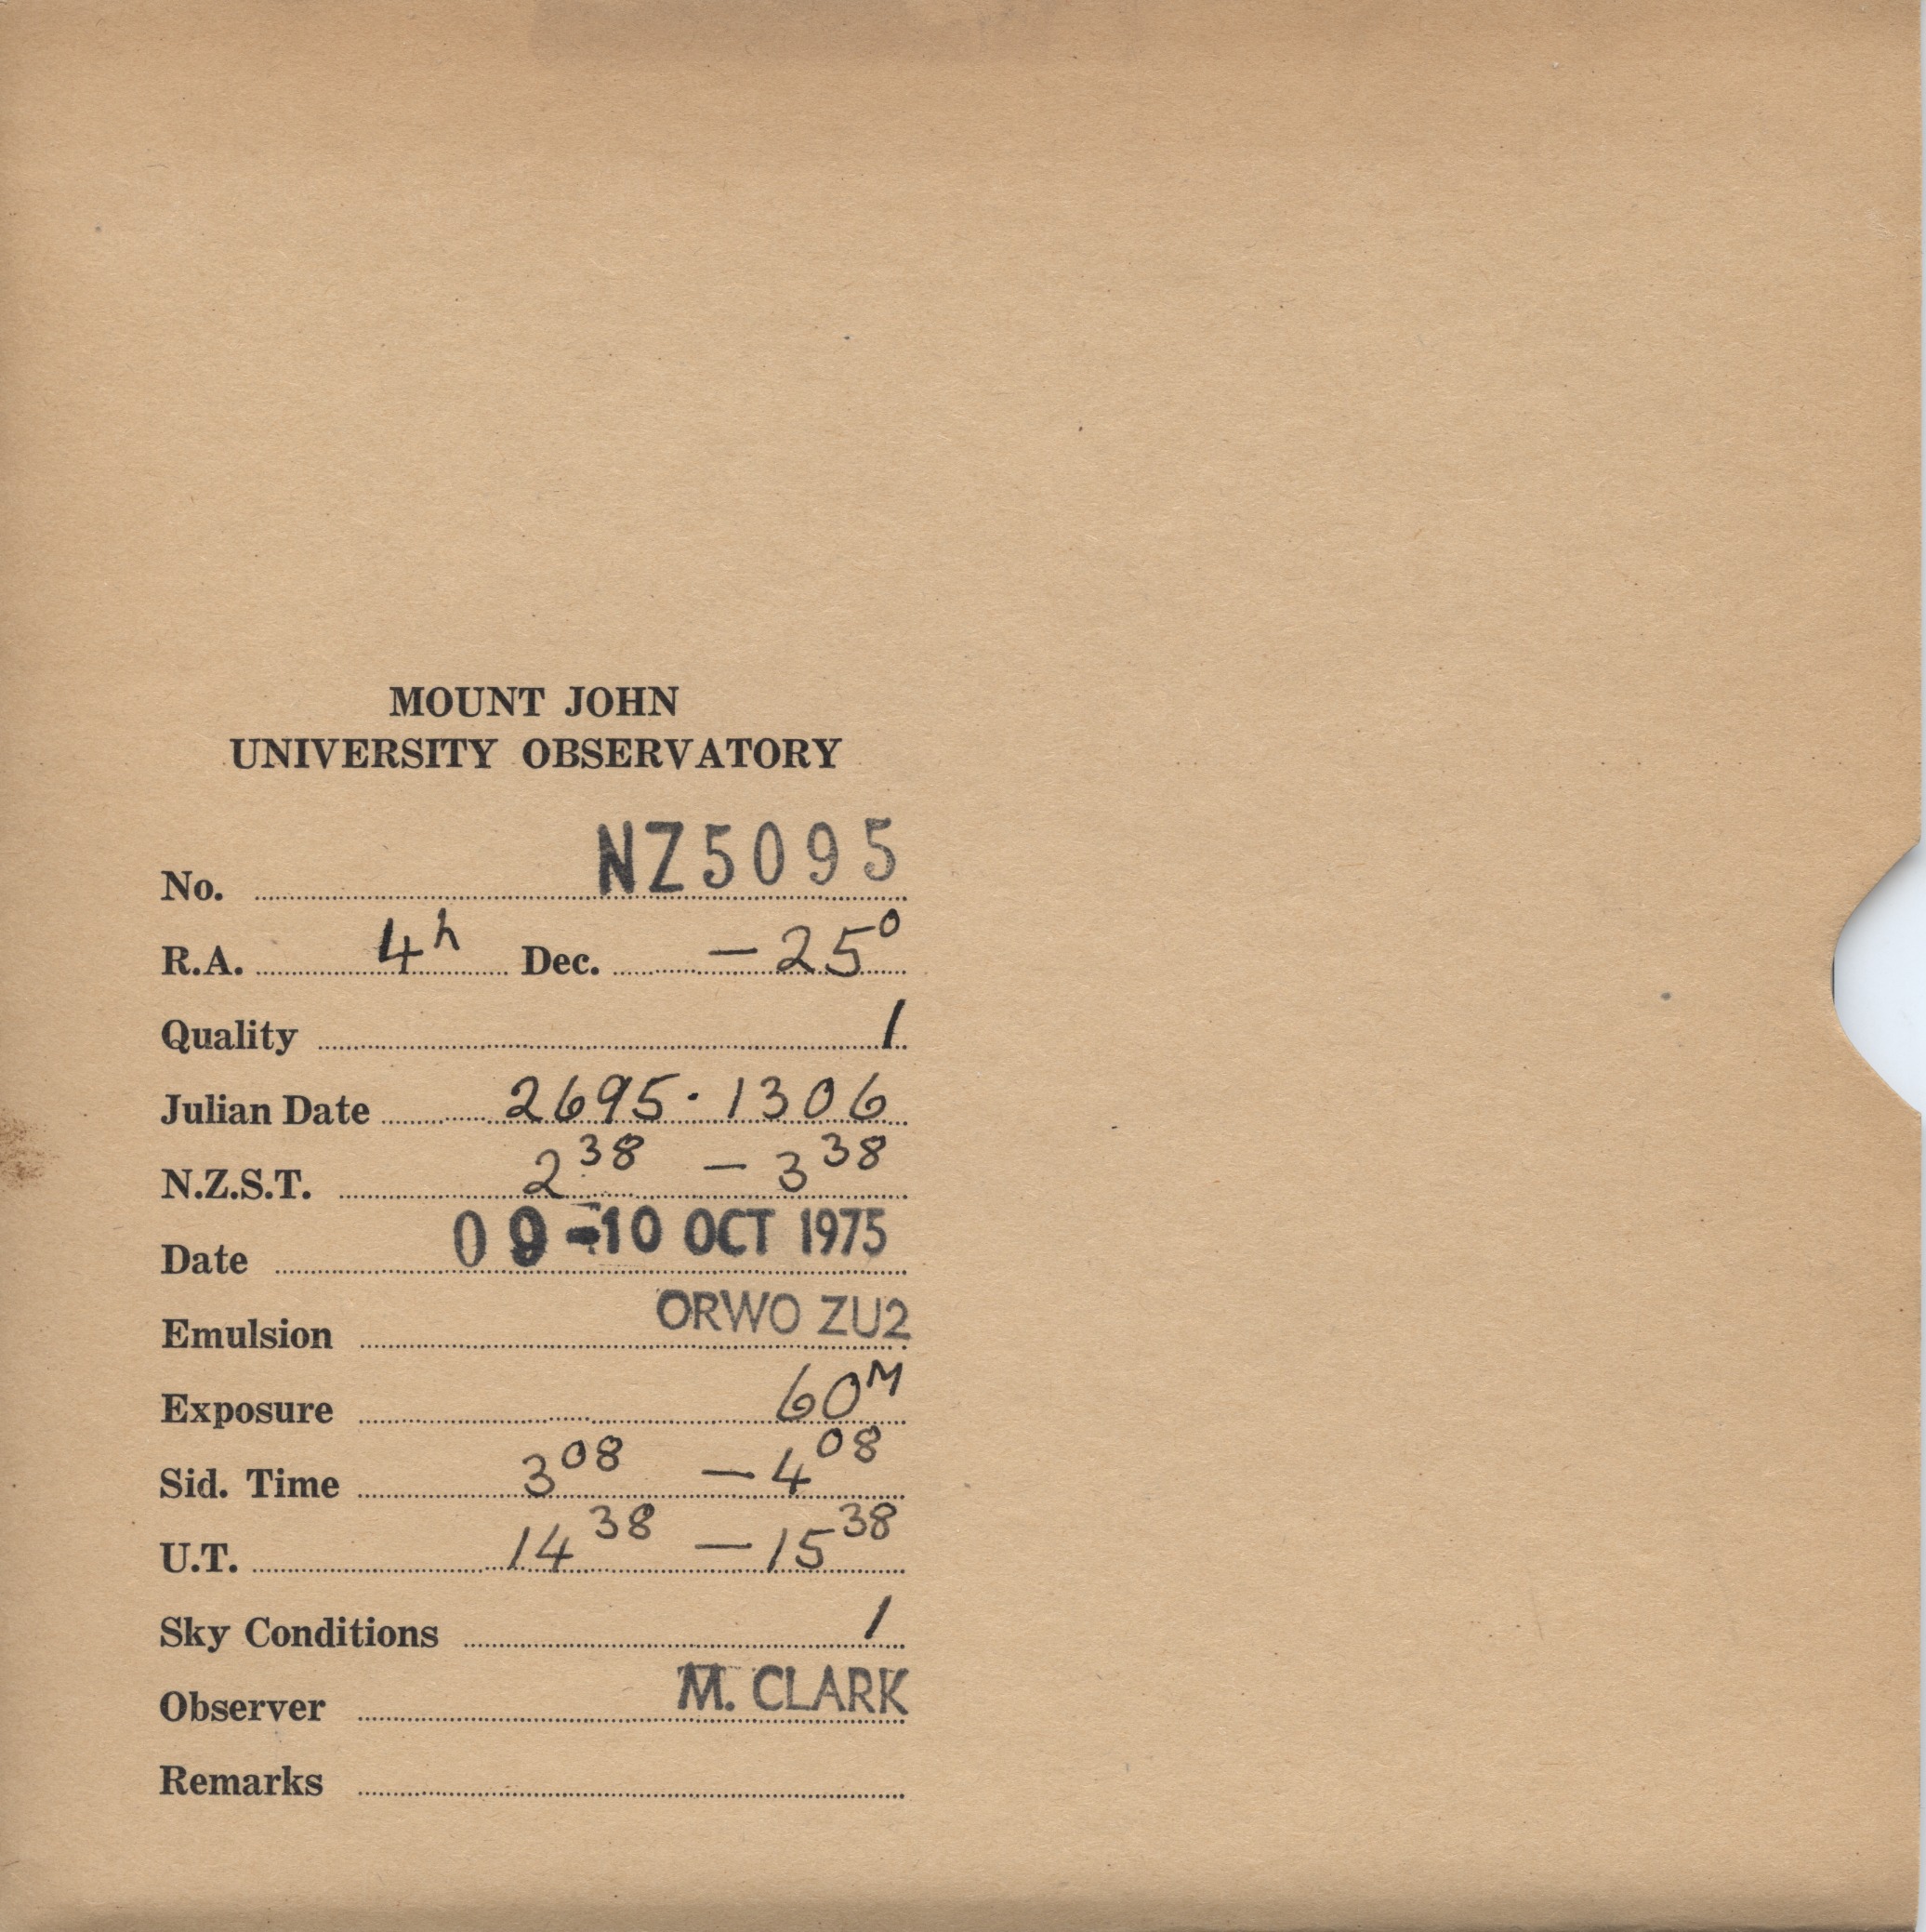 MOUNT JOHN
UNIVERSITY OBSERVATORY
No. NZ5095
R.A. 4h Dec. -25°
Quality 1
Julian Date 2695.1306
N.Z.S.T. 2 38 - 3 38
Date 09-10 OCT 1975
Emulsion ORWO ZU2
Exposure 60M
Sid. Time 3 08 - 4 08
U.T. 14 38 - 15 38
Sky Conditions 1
Observer M. CLARK
Remarks